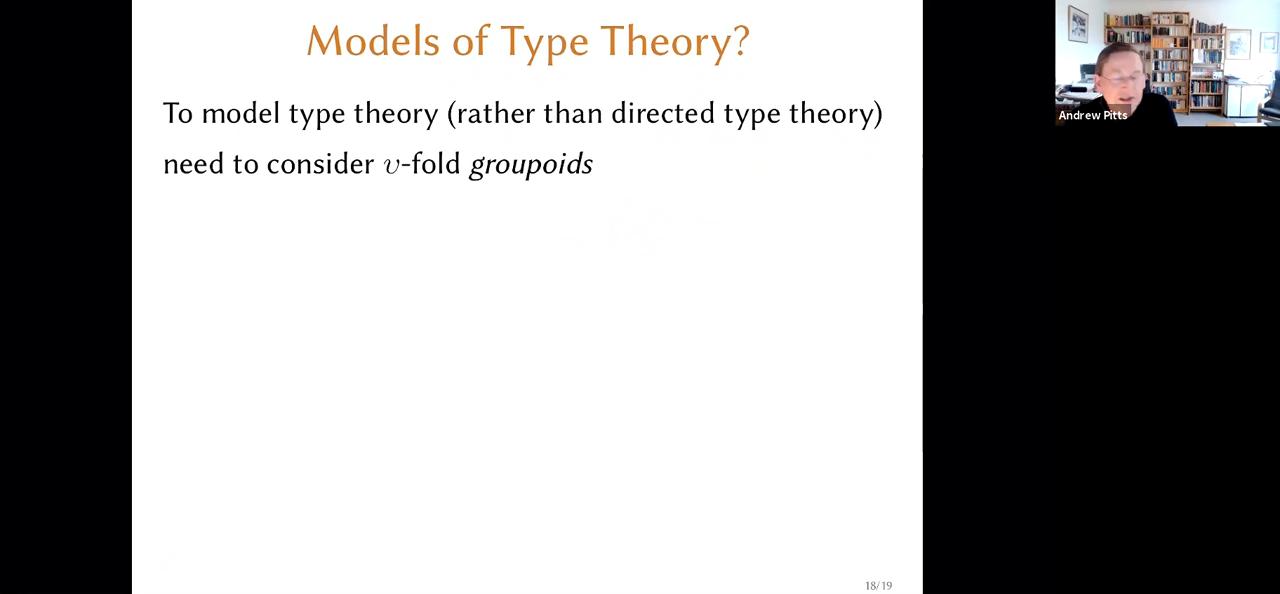 Models of Type Theory?
To model type theory (rather than directed type theory)
need to consider υ-fold groupoids
18/19
Andrew Pitts